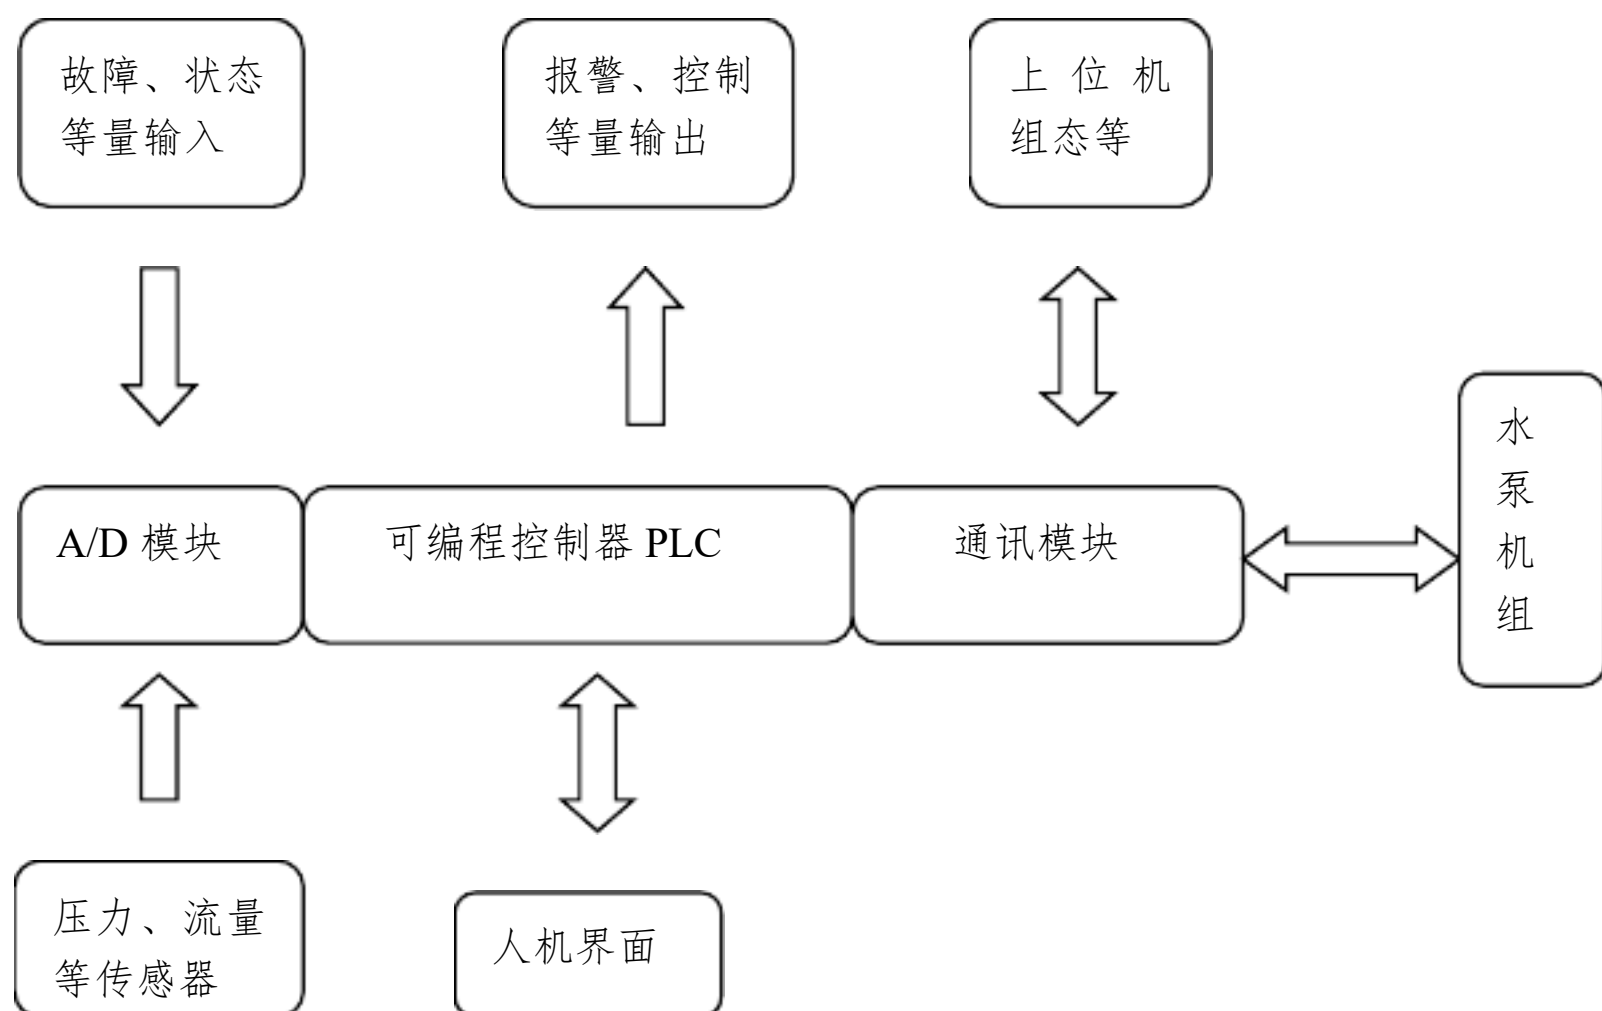 故障、状态
等量输入
报警、控制
等量输出
上位机
组态等
A/D 模块
可编程控制器 PLC
通讯模块
水
泵
机
组
压力、流量
等传感器
人机界面